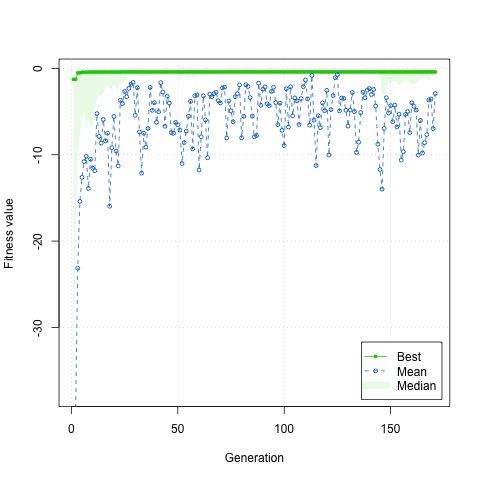 Fitness value
0
-10
-20
-30
Best
Mean
Median
0 50 100 150
Generation